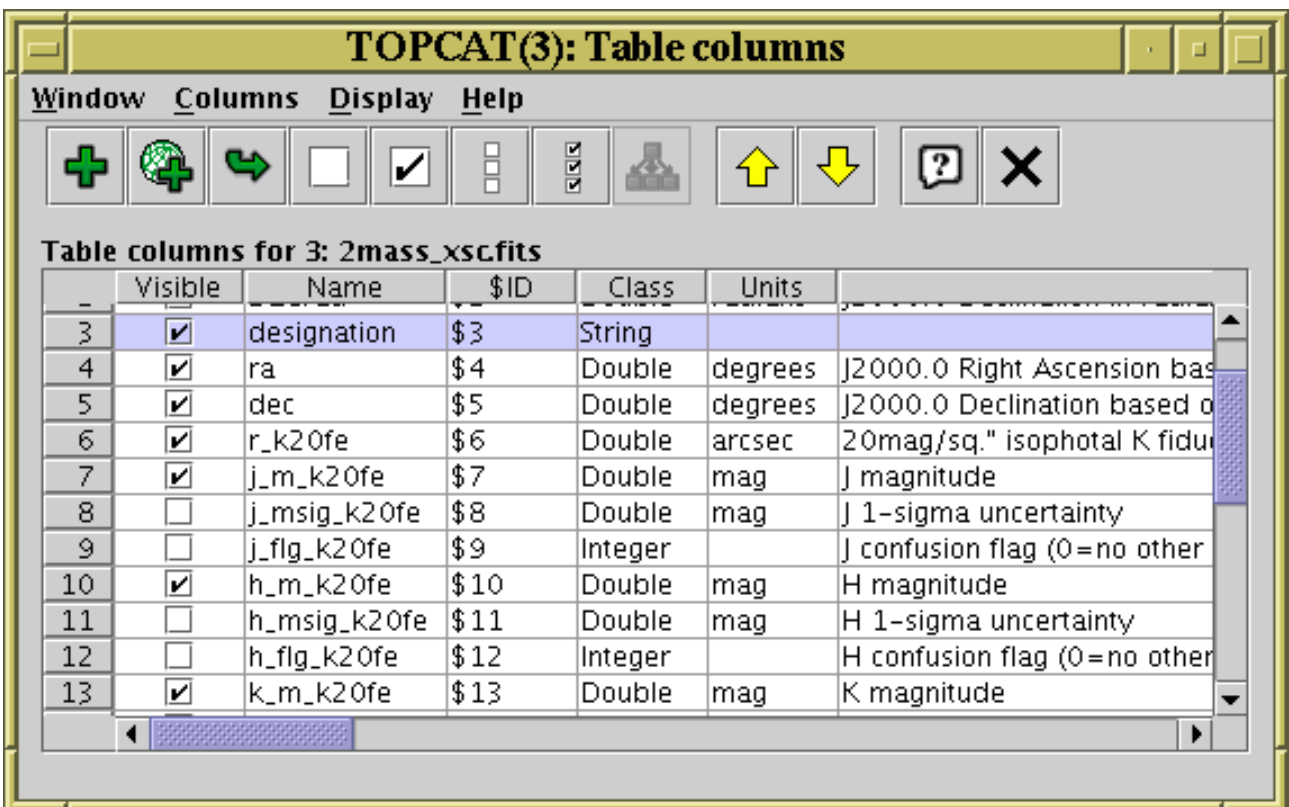 TOPCAT(3): Table columns
Window Columns Display Help
Table columns for 3: 2mass_xsc.fits
Visible Name $ID Class Units
3 designation $3 String
4 ra $4 Double degrees J2000.0 Right Ascension bas
5 dec $5 Double degrees J2000.0 Declination based o
6 r_k20fe $6 Double arcsec 20mag/sq." isophotal K fidu
7 j_m_k20fe $7 Double mag J magnitude
8 j_msig_k20fe $8 Double mag J 1-sigma uncertainty
9 j_flg_k20fe $9 Integer J confusion flag (0=no other
10 h_m_k20fe $10 Double mag H magnitude
11 h_msig_k20fe $11 Double mag H 1-sigma uncertainty
12 h_flg_k20fe $12 Integer H confusion flag (0=no other
13 k_m_k20fe $13 Double mag K magnitude